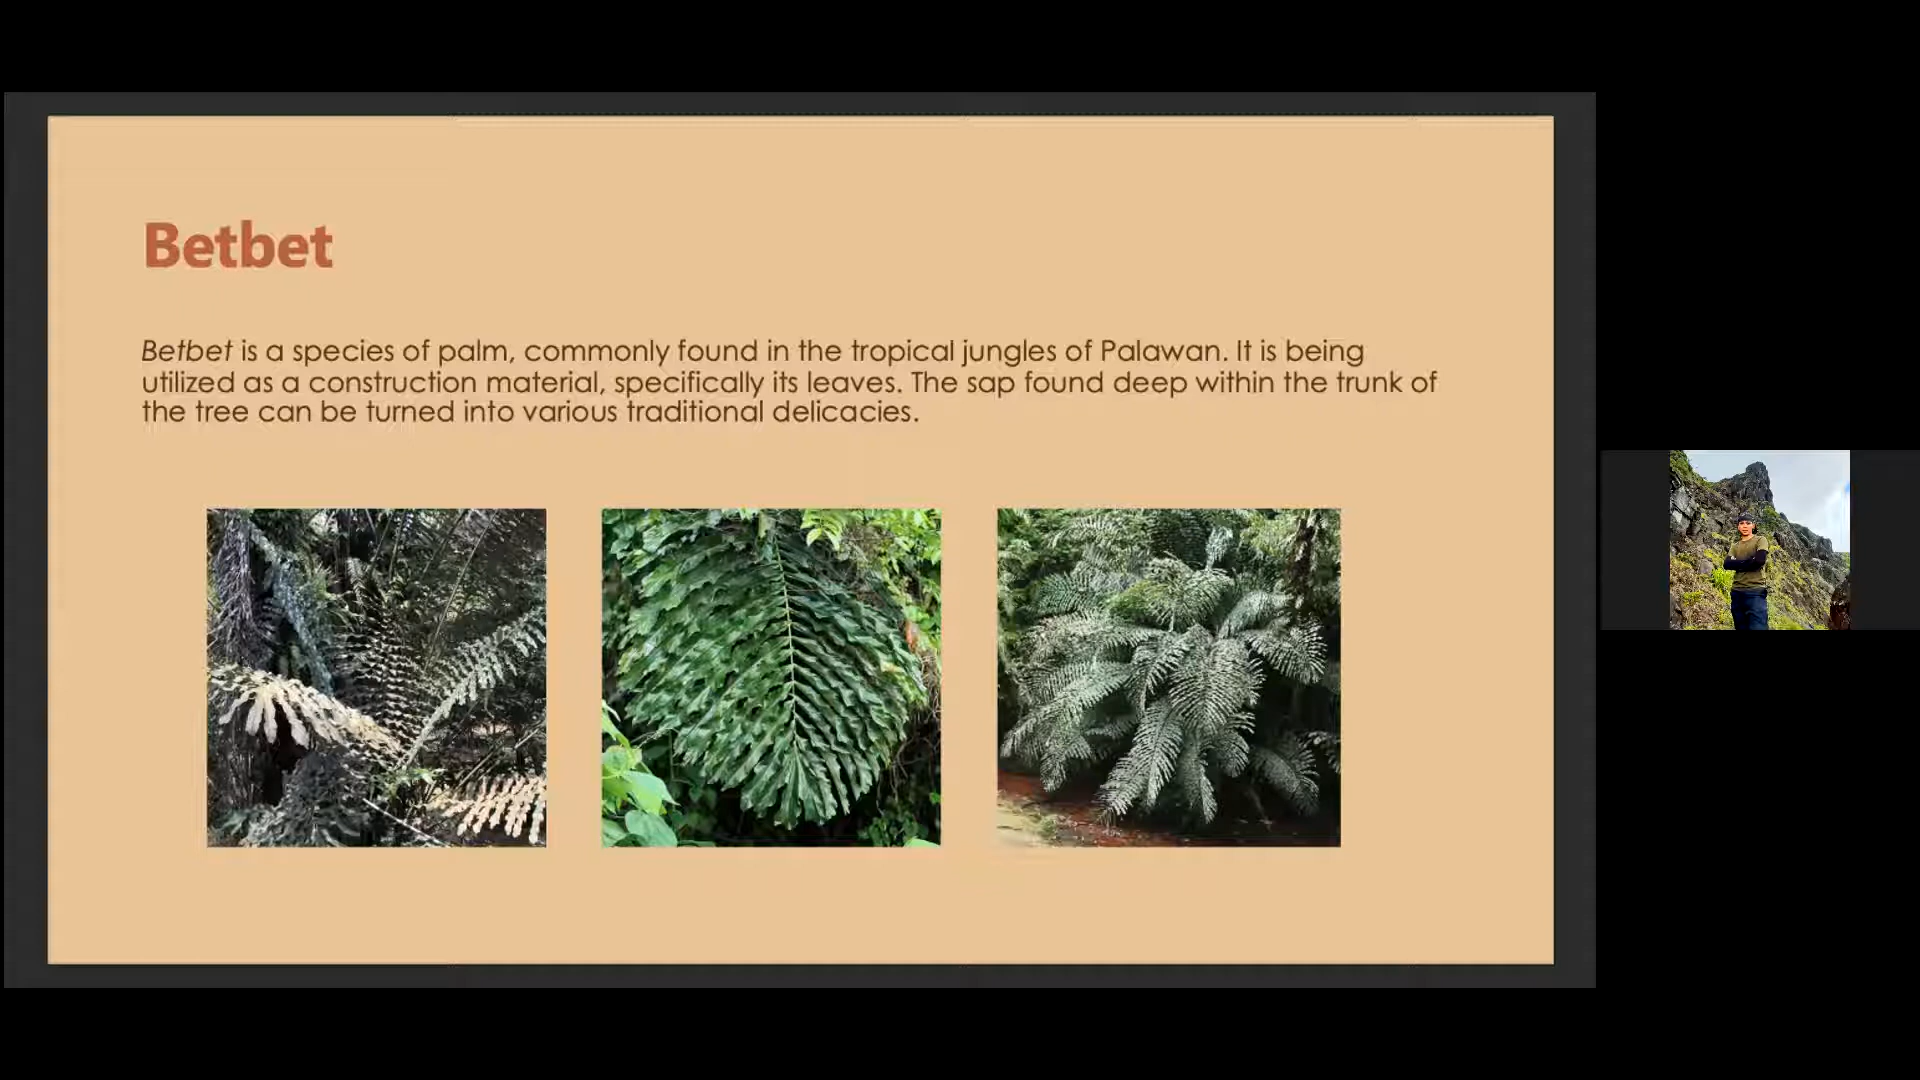 Betbet
Betbet is a species of palm, commonly found in the tropical jungles of Palawan. It is being
utilized as a construction material, specifically its leaves. The sap found deep within the trunk of
the tree can be turned into various traditional delicacies.